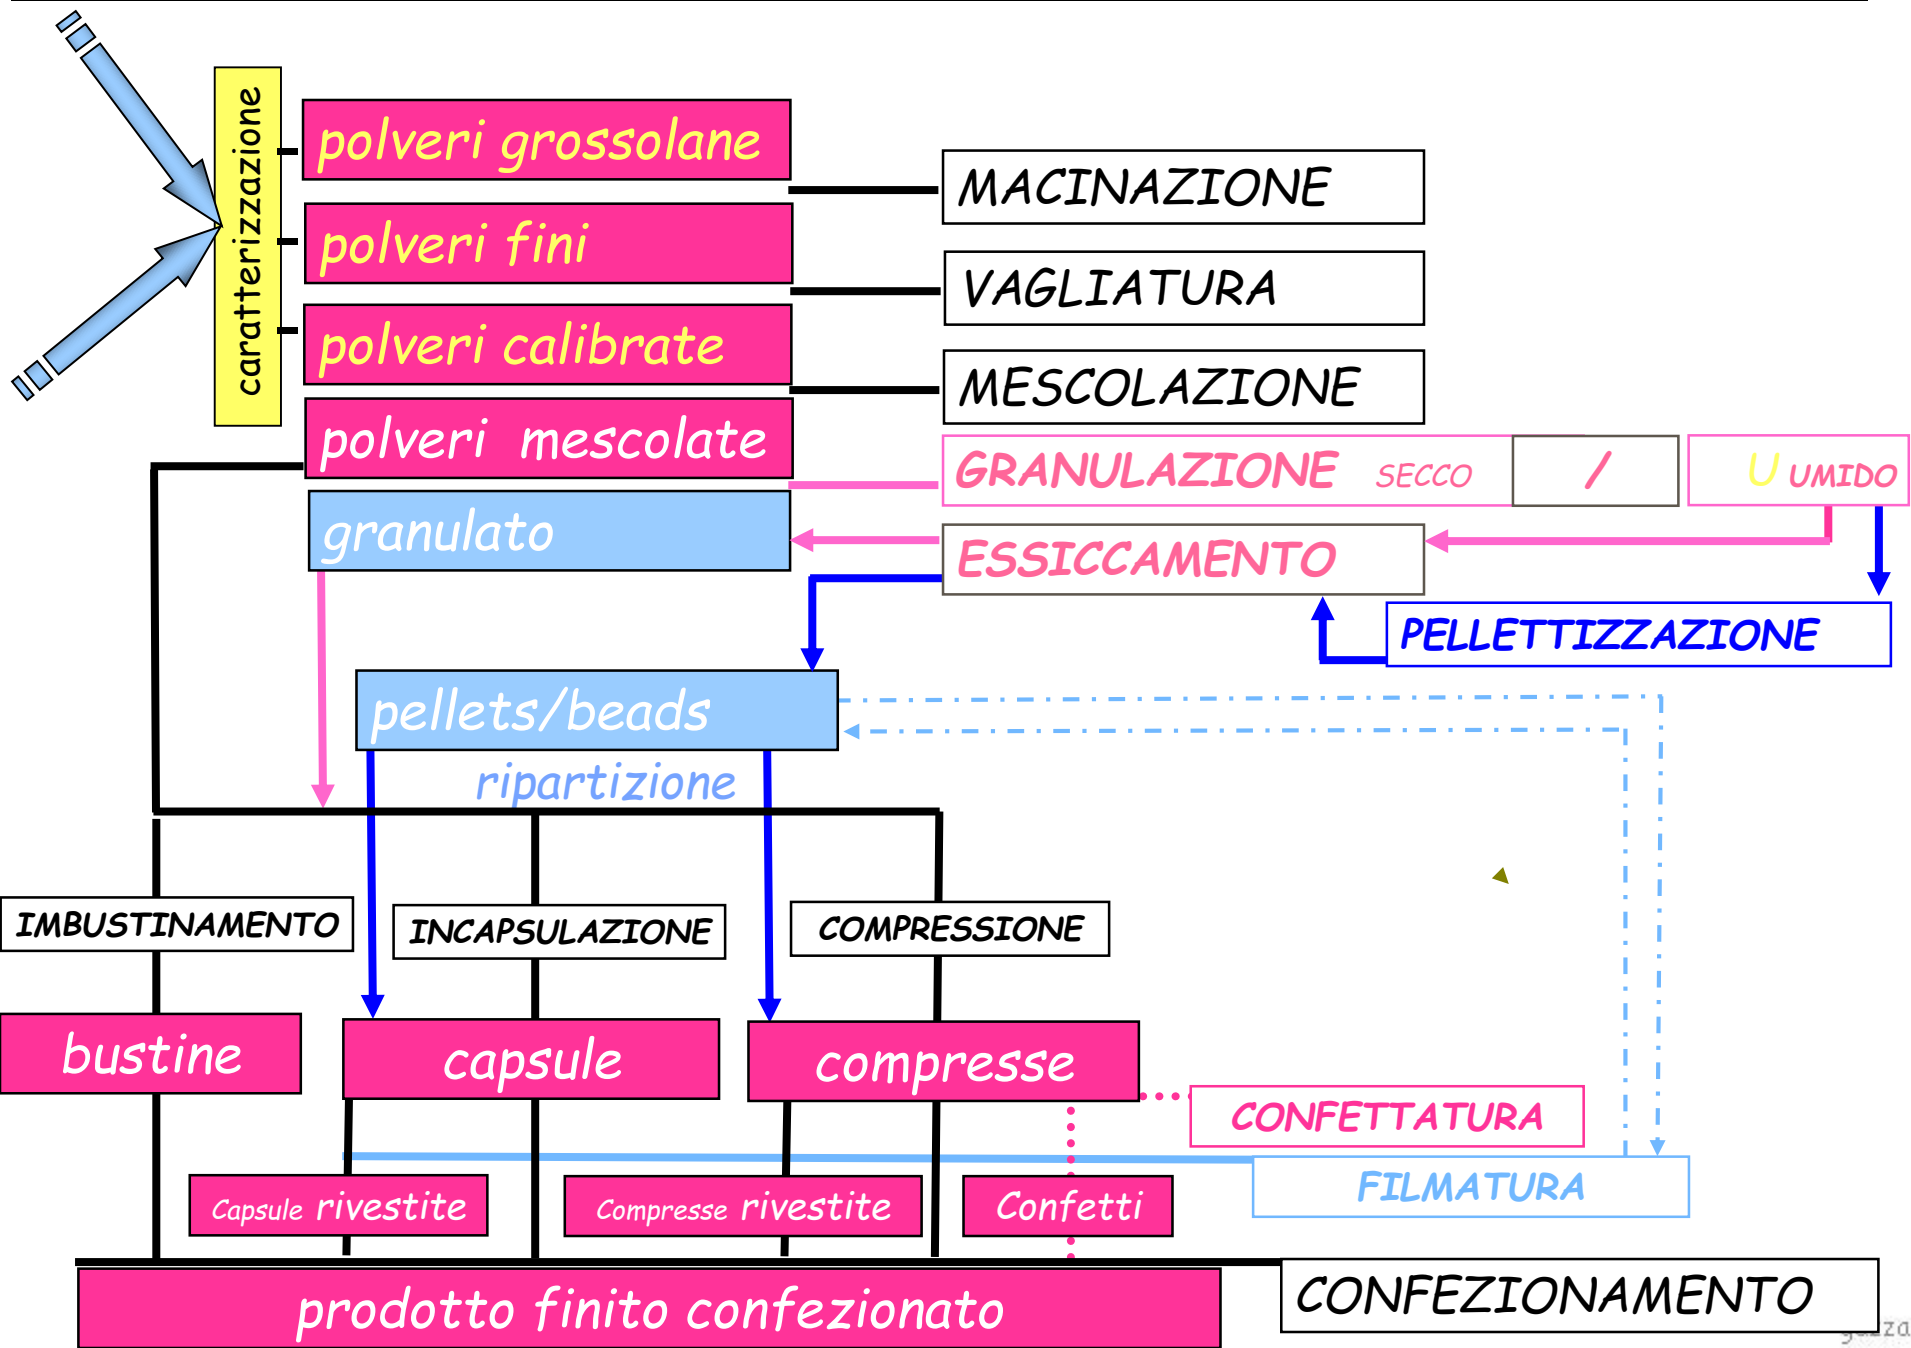 caratterizzazione
polveri grossolane
MACINAZIONE
polveri fini
VAGLIATURA
polveri calibrate
MESCOLAZIONE
polveri mescolate
GRANULAZIONE SECCO / U UMIDO
granulato
ESSICCAMENTO
PELLETTIZZAZIONE
pellets/beads
ripartizione
IMBUSTINAMENTO
INCAPSULAZIONE
COMPRESSIONE
bustine
capsule
compresse
CONFETTATURA
FILMATURA
Capsule rivestite
Compresse rivestite
Confetti
CONFEZIONAMENTO
prodotto finito confezionato